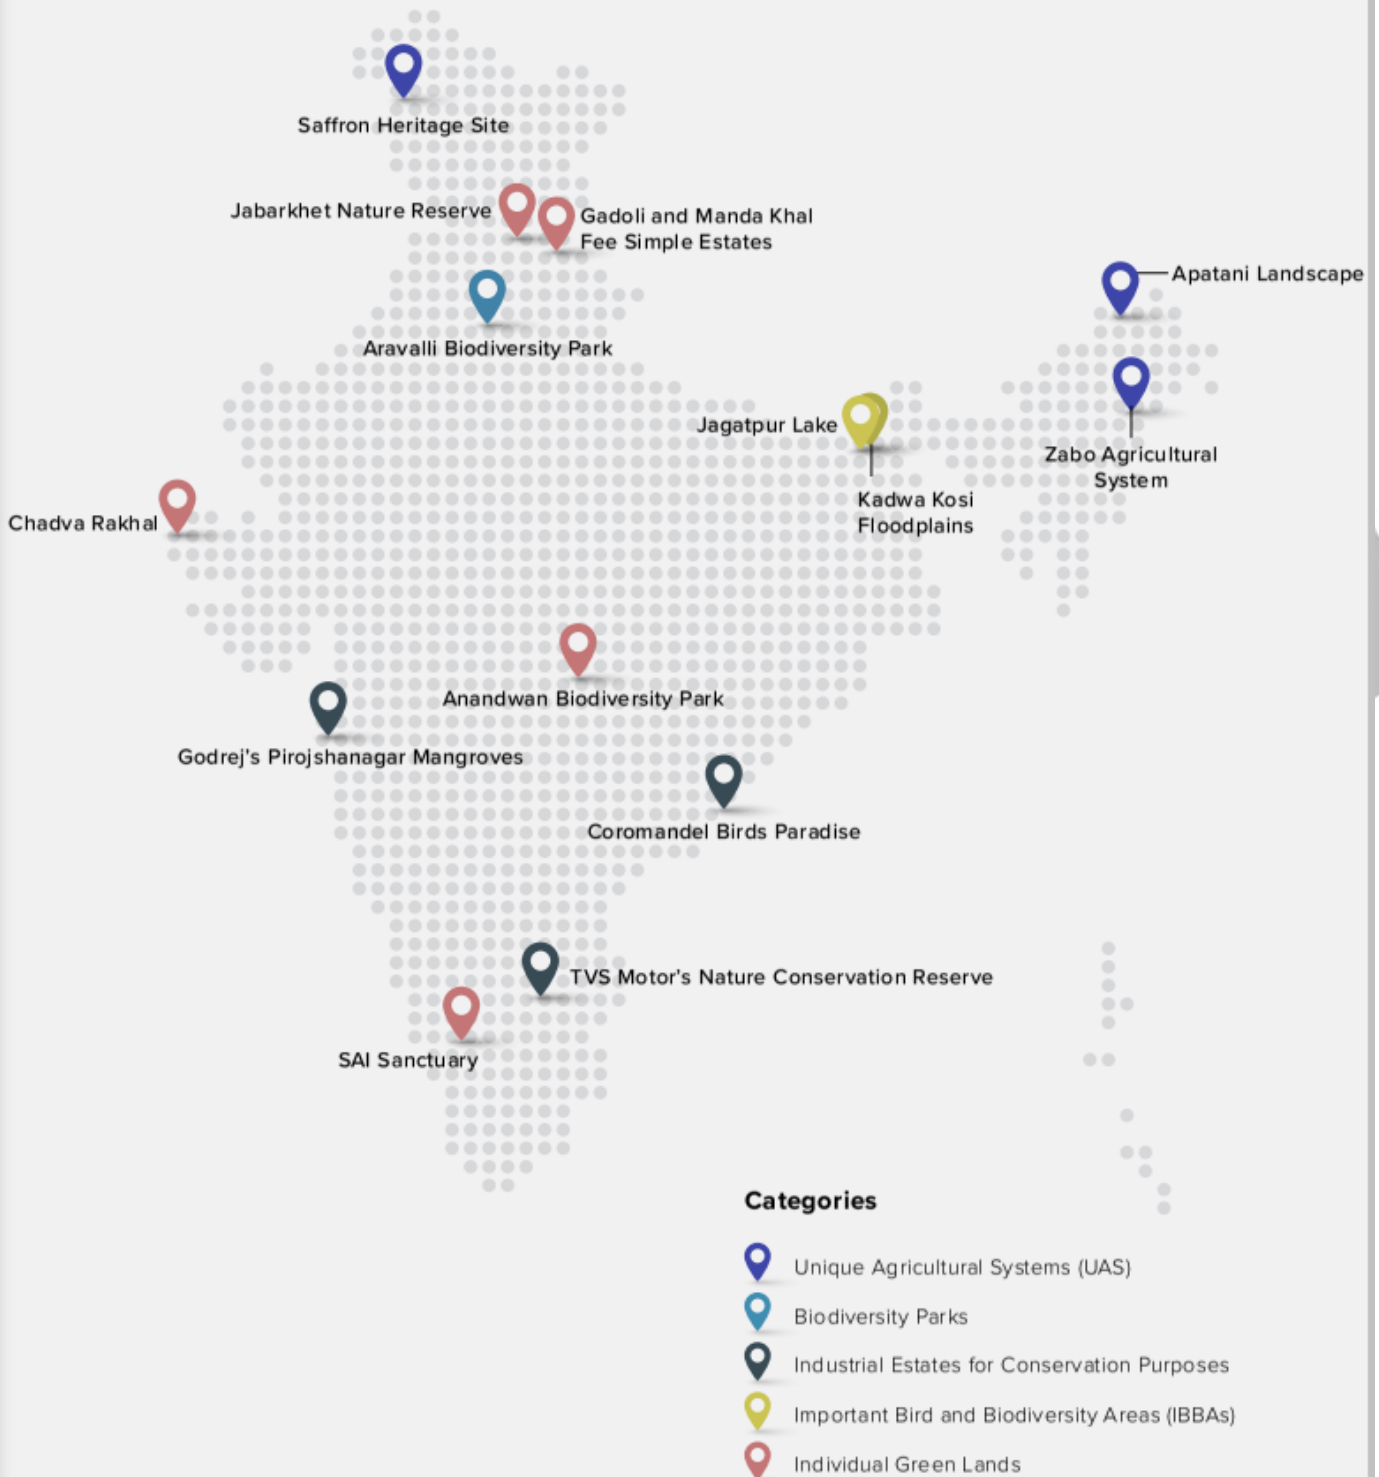 Saffron Heritage Site
Jabarkhet Nature Reserve
Gadoli and Manda Khal
Fee Simple Estates
Apatani Landscape
Aravalli Biodiversity Park
Jagatpur Lake
Zabo Agricultural
System
Kadwa Kosi
Floodplains
Chadva Rakhal
Anandwan Biodiversity Park
Godrej's Pirojshanagar Mangroves
Coromandel Birds Paradise
TVS Motor's Nature Conservation Reserve
SAI Sanctuary
Categories
Unique Agricultural Systems (UAS)
Biodiversity Parks
Industrial Estates for Conservation Purposes
Important Bird and Biodiversity Areas (IBBAs)
Individual Green Lands